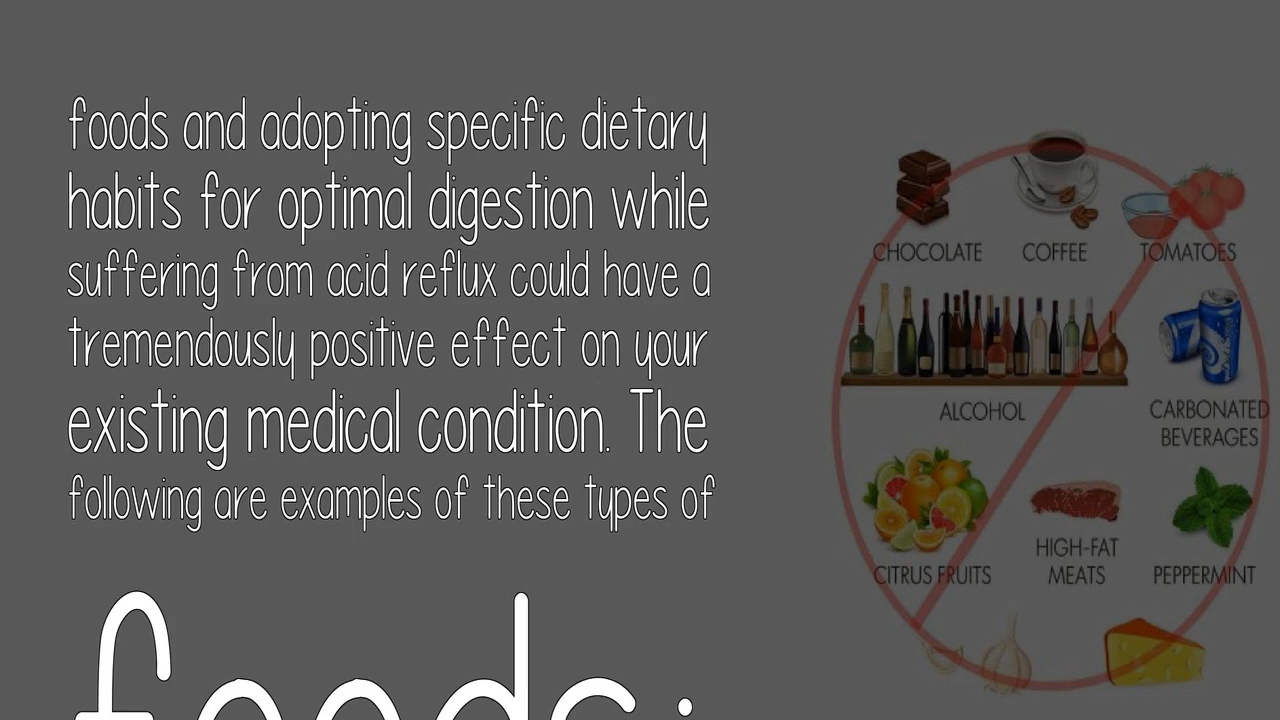 foods and adopting specific dietary
habits for optimal digestion while
suffering from acid reflux could have a
tremendously positive effect on your
existing medical condition. The
following are examples of these types of
foods:
CHOCOLATE
COFFEE
TOMATOES
ALCOHOL
CARBONATED
BEVERAGES
CITRUS FRUITS
HIGH-FAT
MEATS
PEPPERMINT